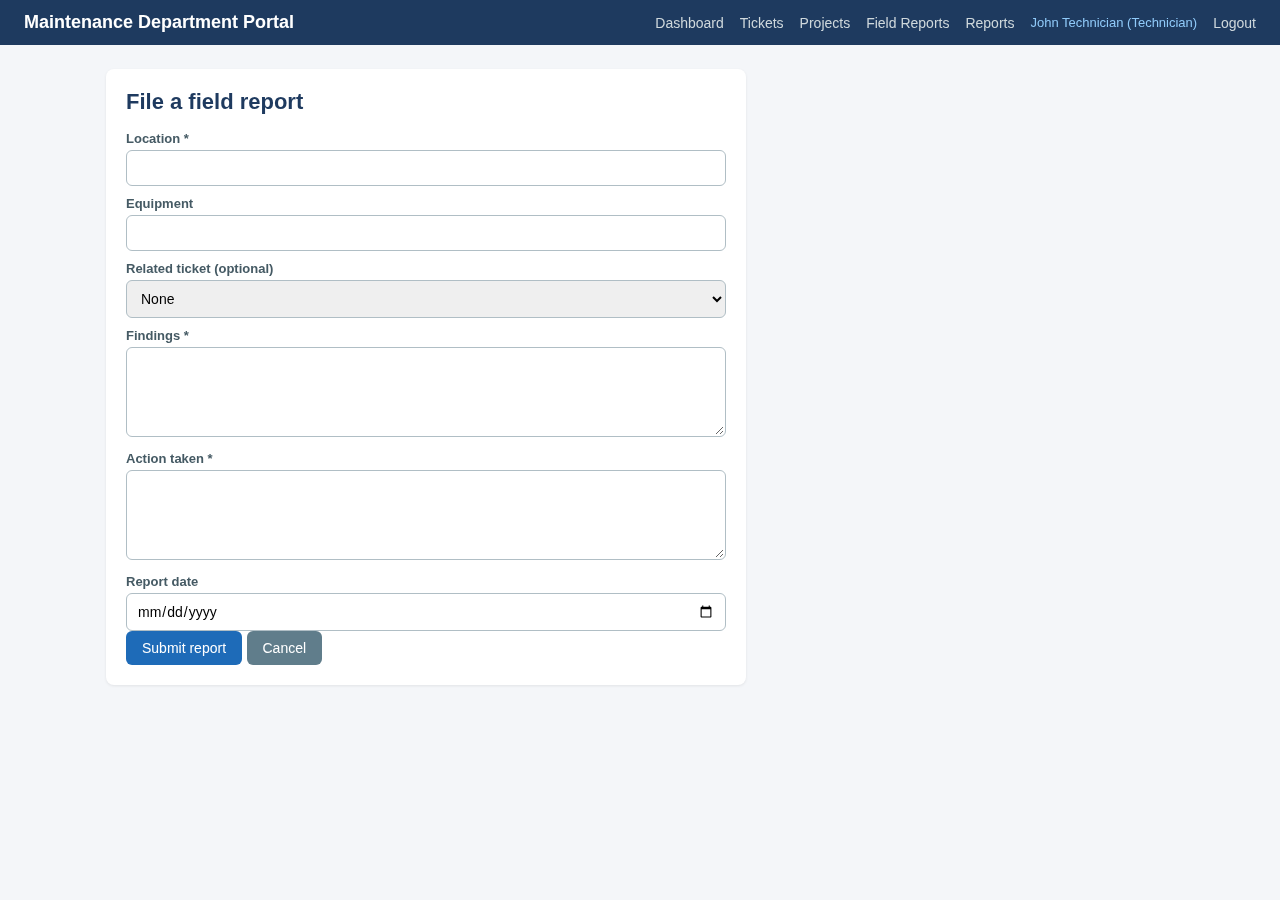 Maintenance Department Portal Dashboard Tickets Projects Field Reports Reports John Technician (Technician) Logout
File a field report
Location *
Equipment
Related ticket (optional)
None
Findings *
Action taken *
Report date
mm/dd/yyyy
Submit report Cancel